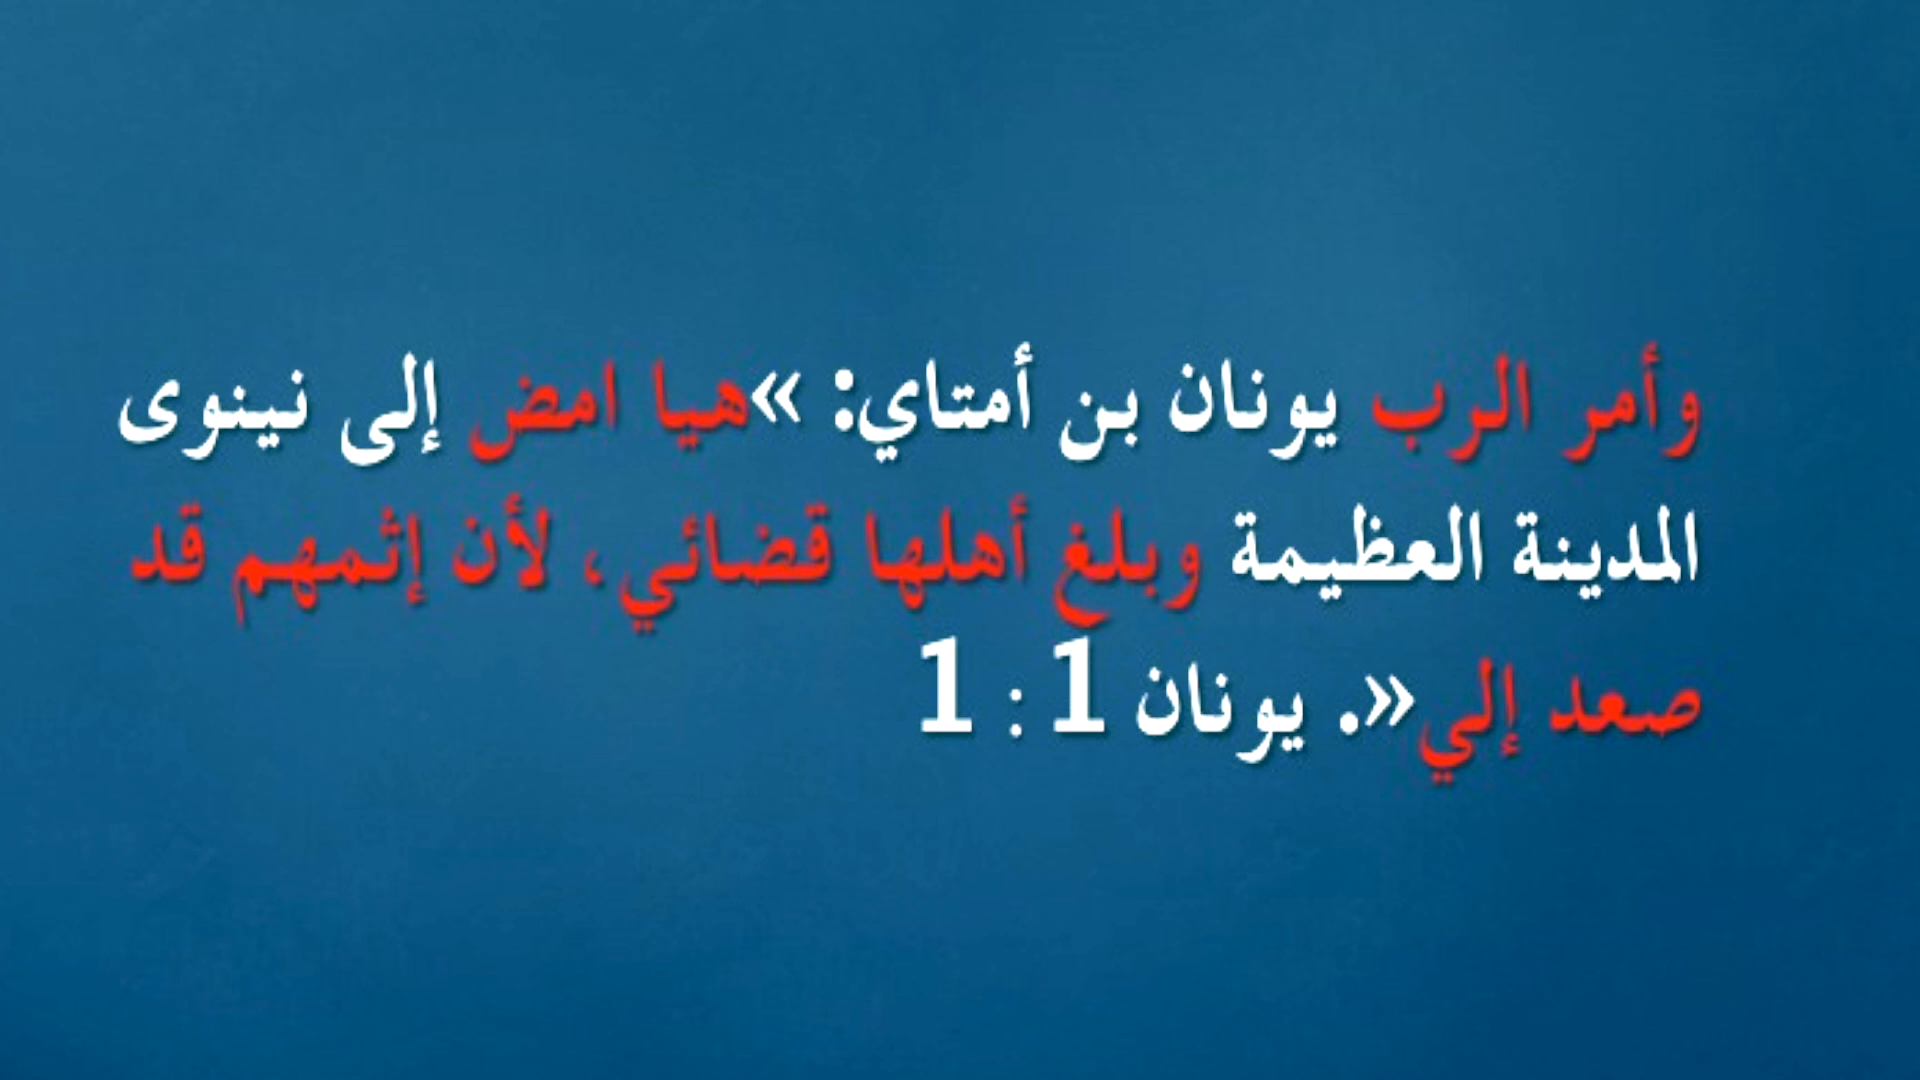 وأمر الرب يونان بن أمتاي: «هيا امض إلى نينوى
المدينة العظيمة وبلغ أهلها قضائي، لأن إثمهم قد
صعد إلي». يونان 1 : 1